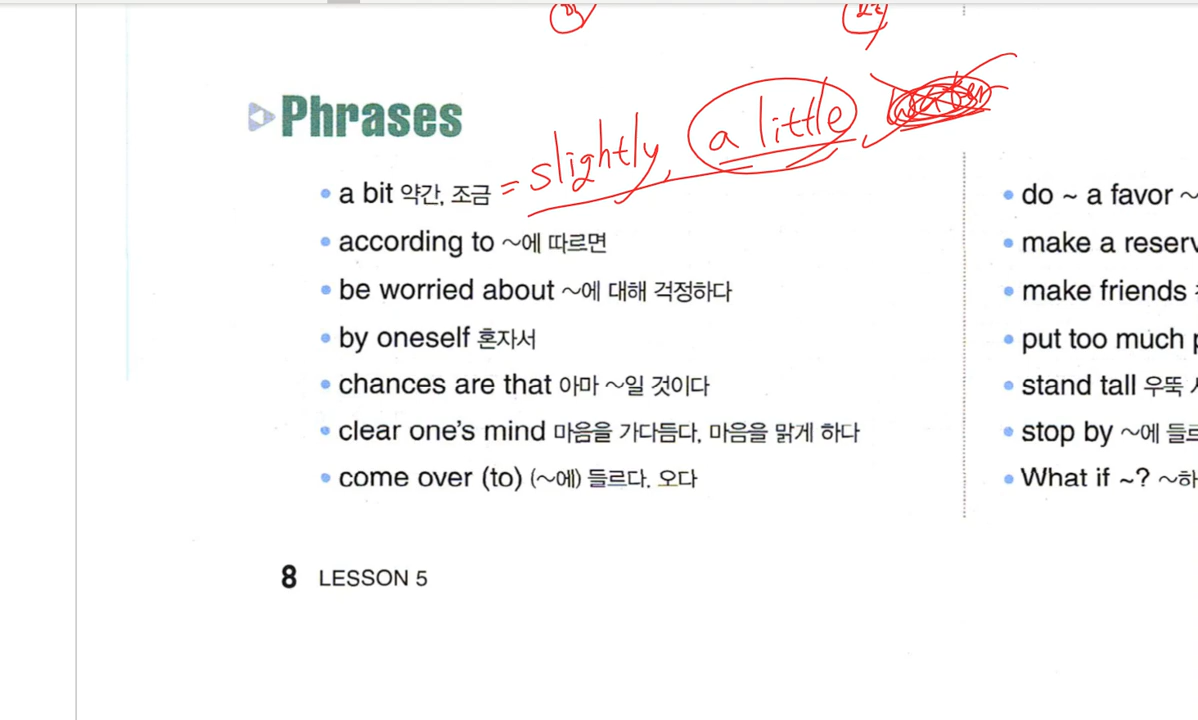 Phrases
= slightly, a little
a bit 약간, 조금
according to ~에 따르면
be worried about ~에 대해 걱정하다
by oneself 혼자서
chances are that 아마 ~일 것이다
clear one's mind 마음을 가다듬다, 마음을 맑게 하다
come over (to) (~에) 들르다, 오다
do ~ a favor ~
make a reserv
make friends
put too much p
stand tall 우뚝
stop by ~에 들르
What if ~? ~하
8 LESSON 5